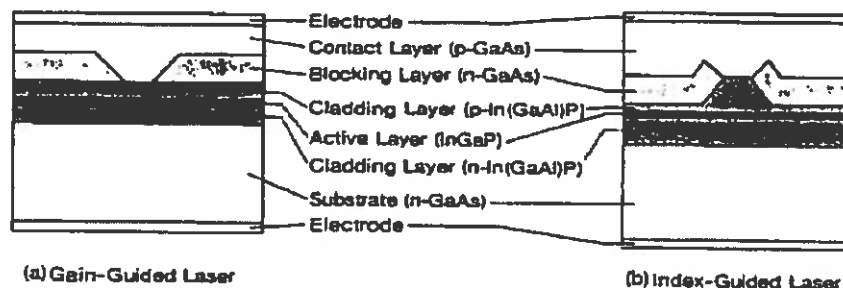 Electrode
Contact Layer (p-GaAs)
Blocking Layer (n-GaAs)
Cladding Layer (p-In(GaAl)P)
Active Layer (InGaP)
Cladding Layer (n-In(GaAl)P)
Substrate (n-GaAs)
Electrode
(a) Gain-Guided Laser
(b) Index-Guided Laser